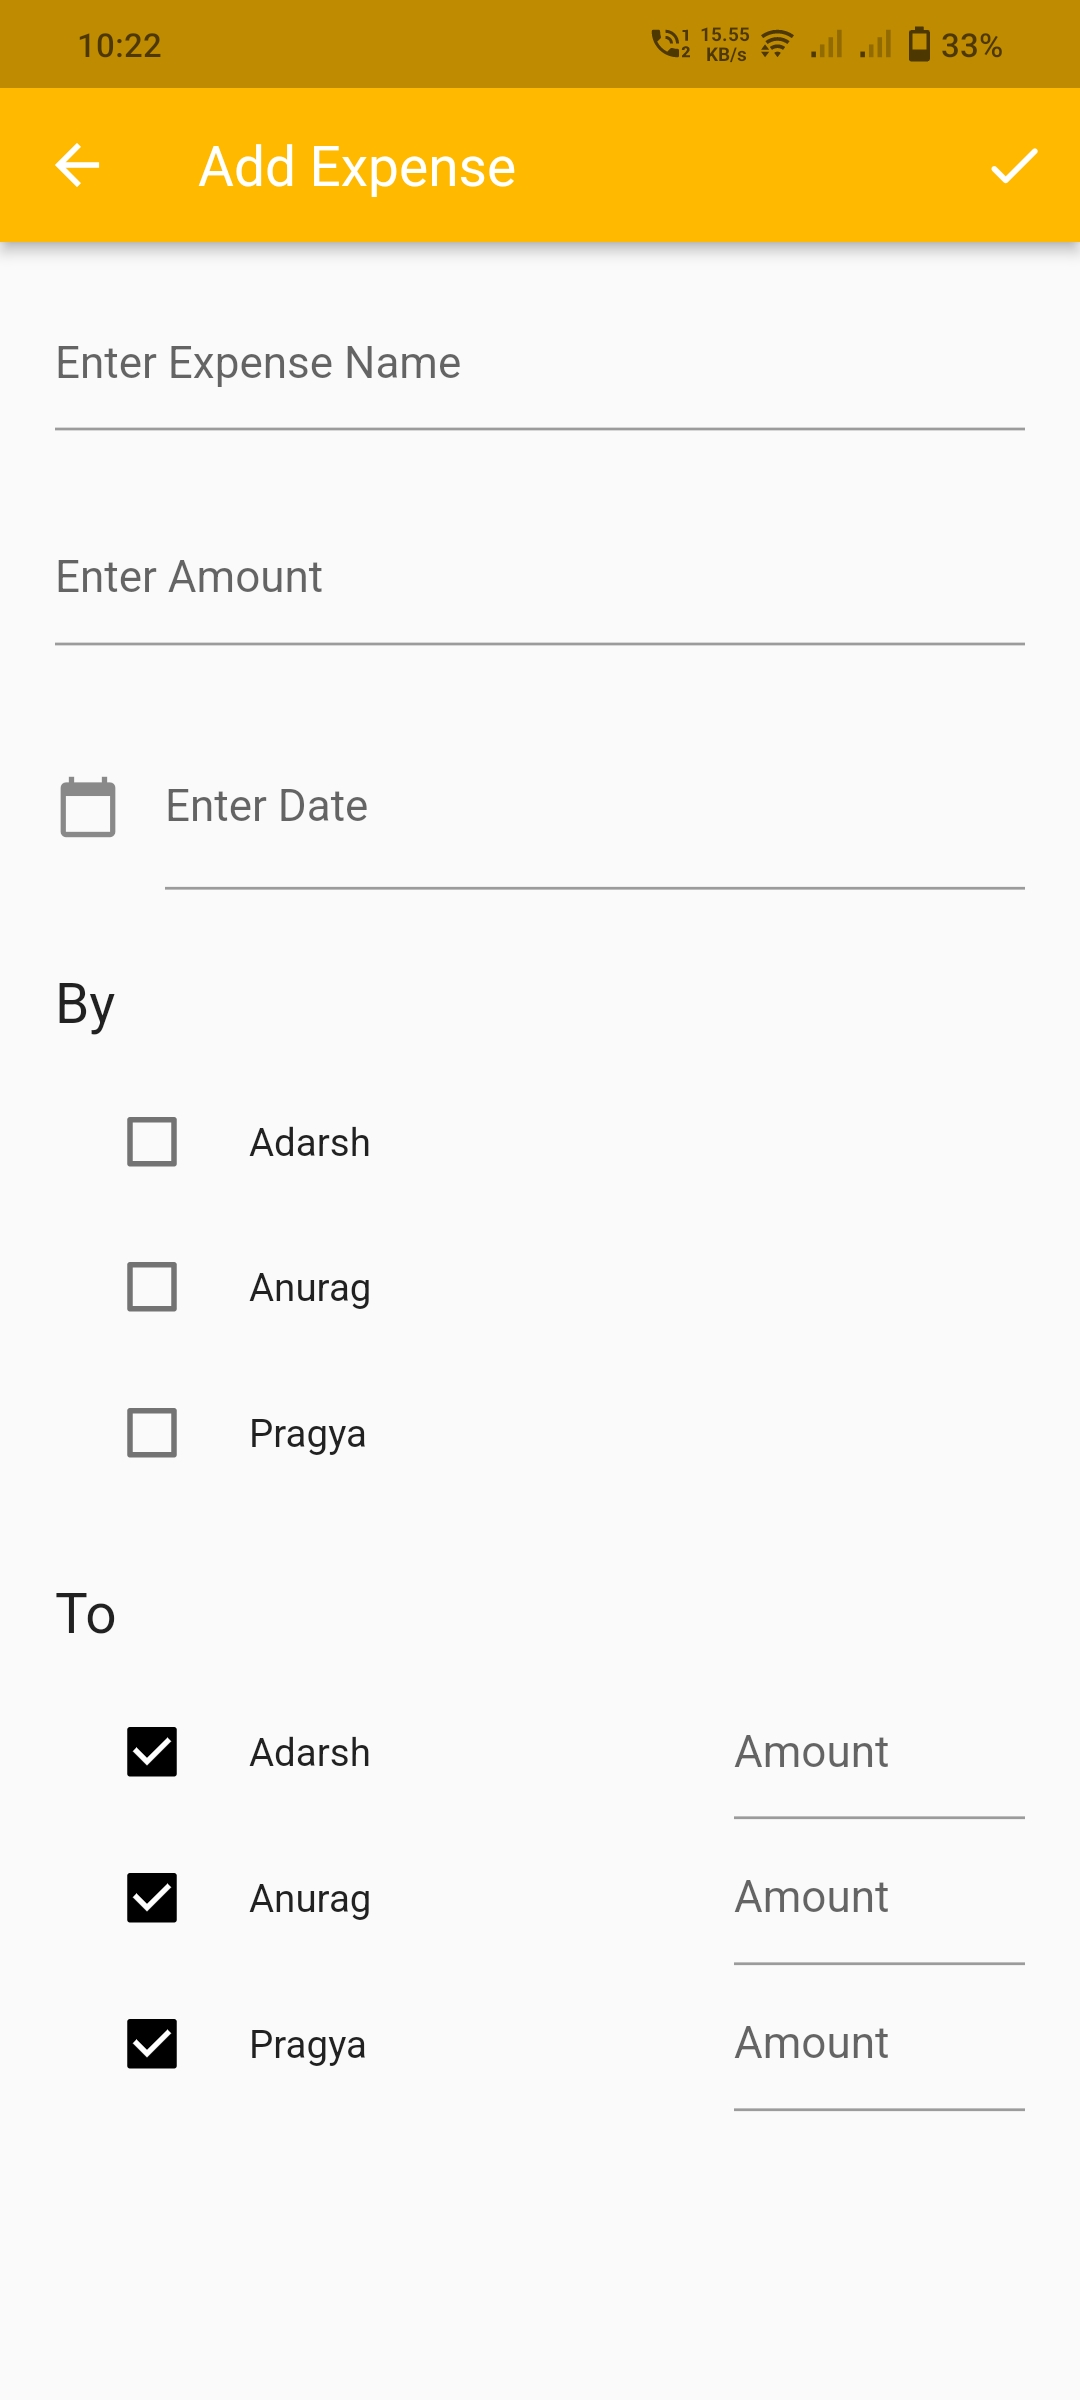 10:22
1
2
15.55
KB/s
33%
Add Expense
Enter Expense Name
Enter Amount
Enter Date
By
Adarsh
Anurag
Pragya
To
Adarsh Amount
Anurag Amount
Pragya Amount